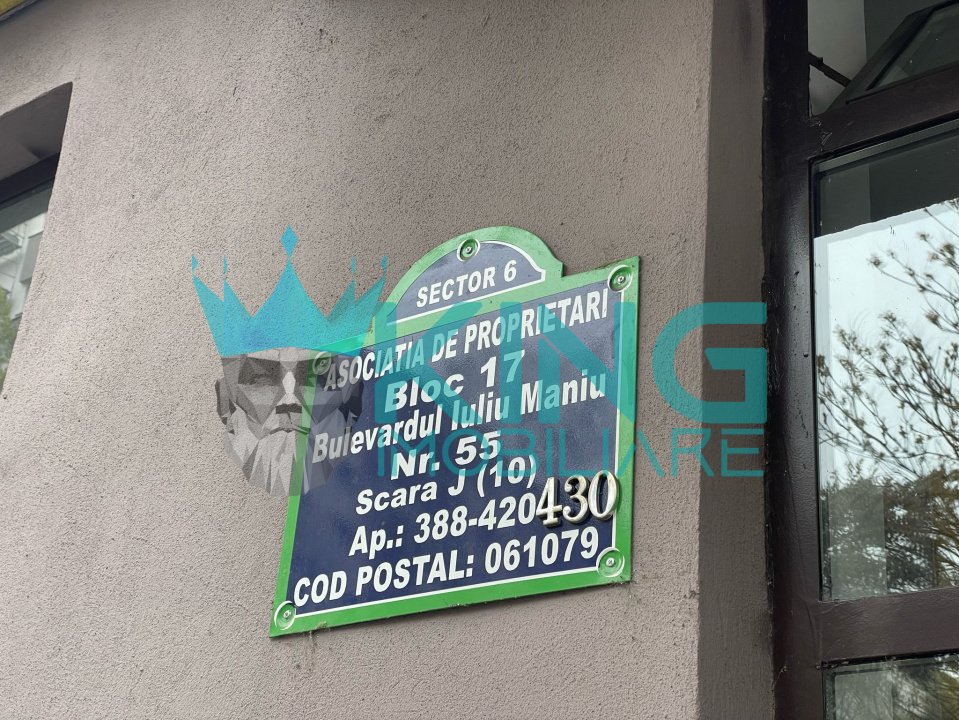 SECTOR 6
ASOCIATIA DE PROPRIETARI
Bloc 17
Bulevardul Iuliu Maniu
Nr. 55
Scara J (10)
Ap.: 388-420 430
COD POSTAL: 061079
KING
IMOBILIARE